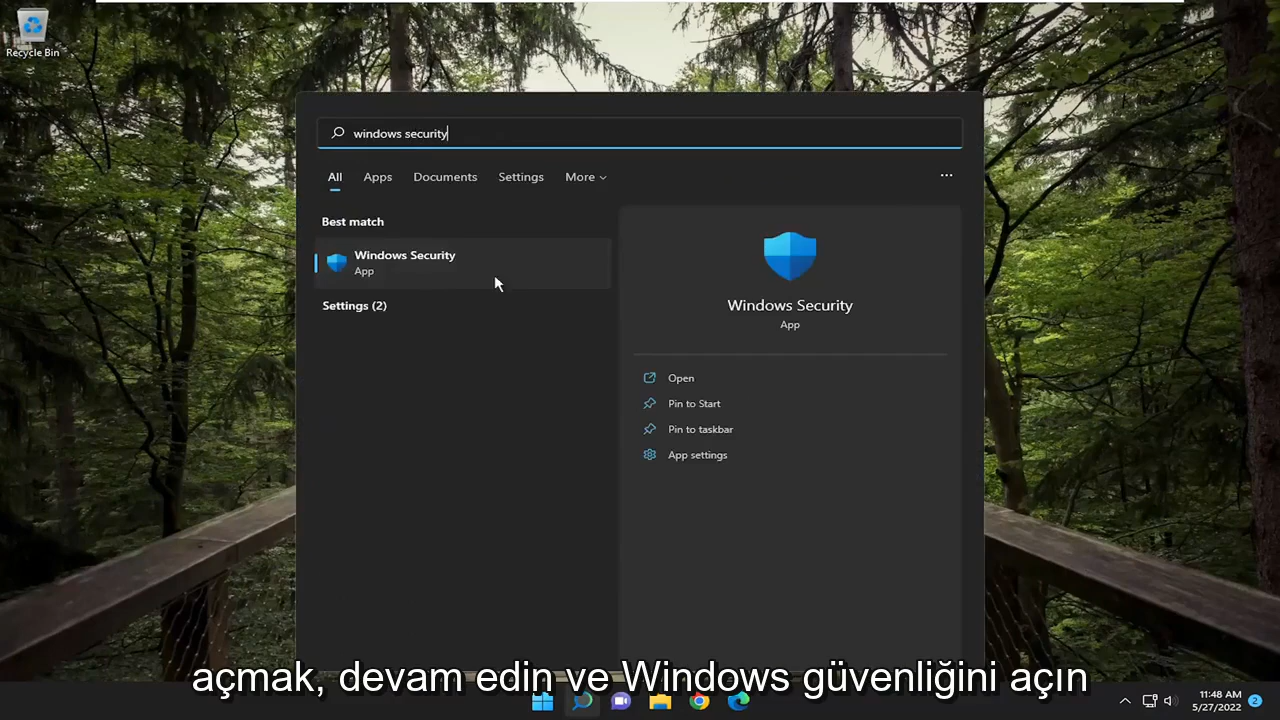 Recycle Bin
windows security
All Apps Documents Settings More
Best match
Windows Security
App
Settings (2)
Windows Security
App
Open
Pin to Start
Pin to taskbar
App settings
açmak, devam edin ve Windows güvenliğini açın
11:48 AM
5/27/2022
2